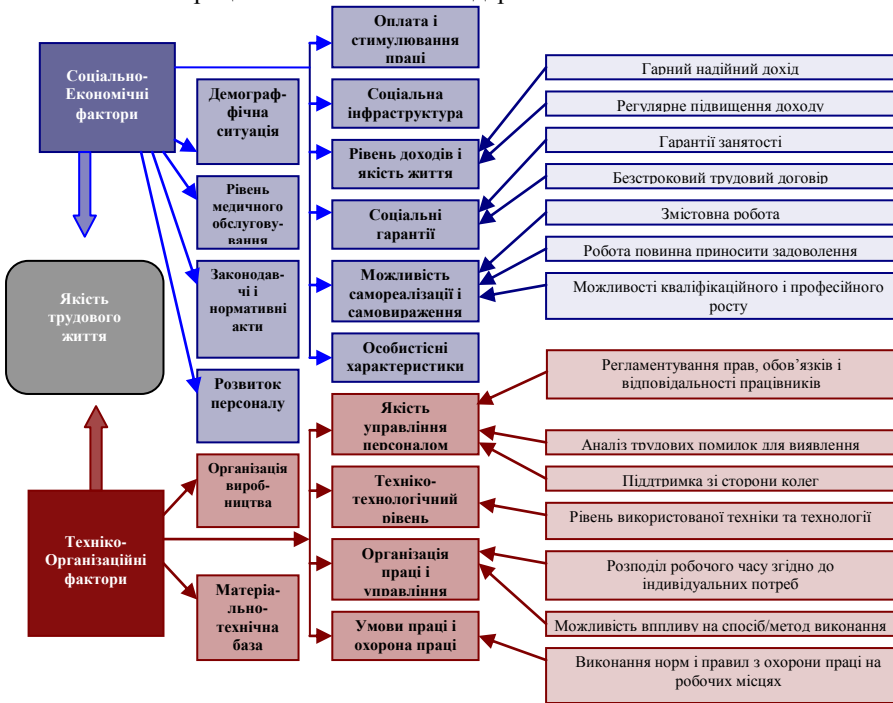 Соціально-
Економічні
фактори
Якість
трудового
життя
Техніко-
Організаційні
фактори
Демограф-
фічна
ситуація
Рівень
медичного
обслугову-
вання
Законодав-
чі і
нормативні
акти
Розвиток
персоналу
Організація
вироб-
ництва
Матеріа-
льно-
технічна
база
Оплата і
стимулювання
праці
Соціальна
інфраструктура
Рівень доходів і
якість життя
Соціальні
гарантії
Можливість
самореалізації і
самовираження
Особистісні
характеристики
Якість
управління
персоналом
Техніко-
технологічний
рівень
Організація
праці і
управління
Умови праці і
охорона праці
Гарний надійний дохід
Регулярне підвищення доходу
Гарантії занятості
Безстроковий трудовий договір
Змістовна робота
Робота повинна приносити задоволення
Можливості кваліфікаційного і професійного
росту
Регламентування прав, обов’язків і
відповідальності працівників
Аналіз трудових помилок для виявлення
Піддтримка зі сторони колег
Рівень використованої техніки та технології
Розподіл робочого часу згідно до
індивідуальних потреб
Можливість впливу на спосіб/метод виконання
Виконання норм і правил з охорони праці на
робочих місцях